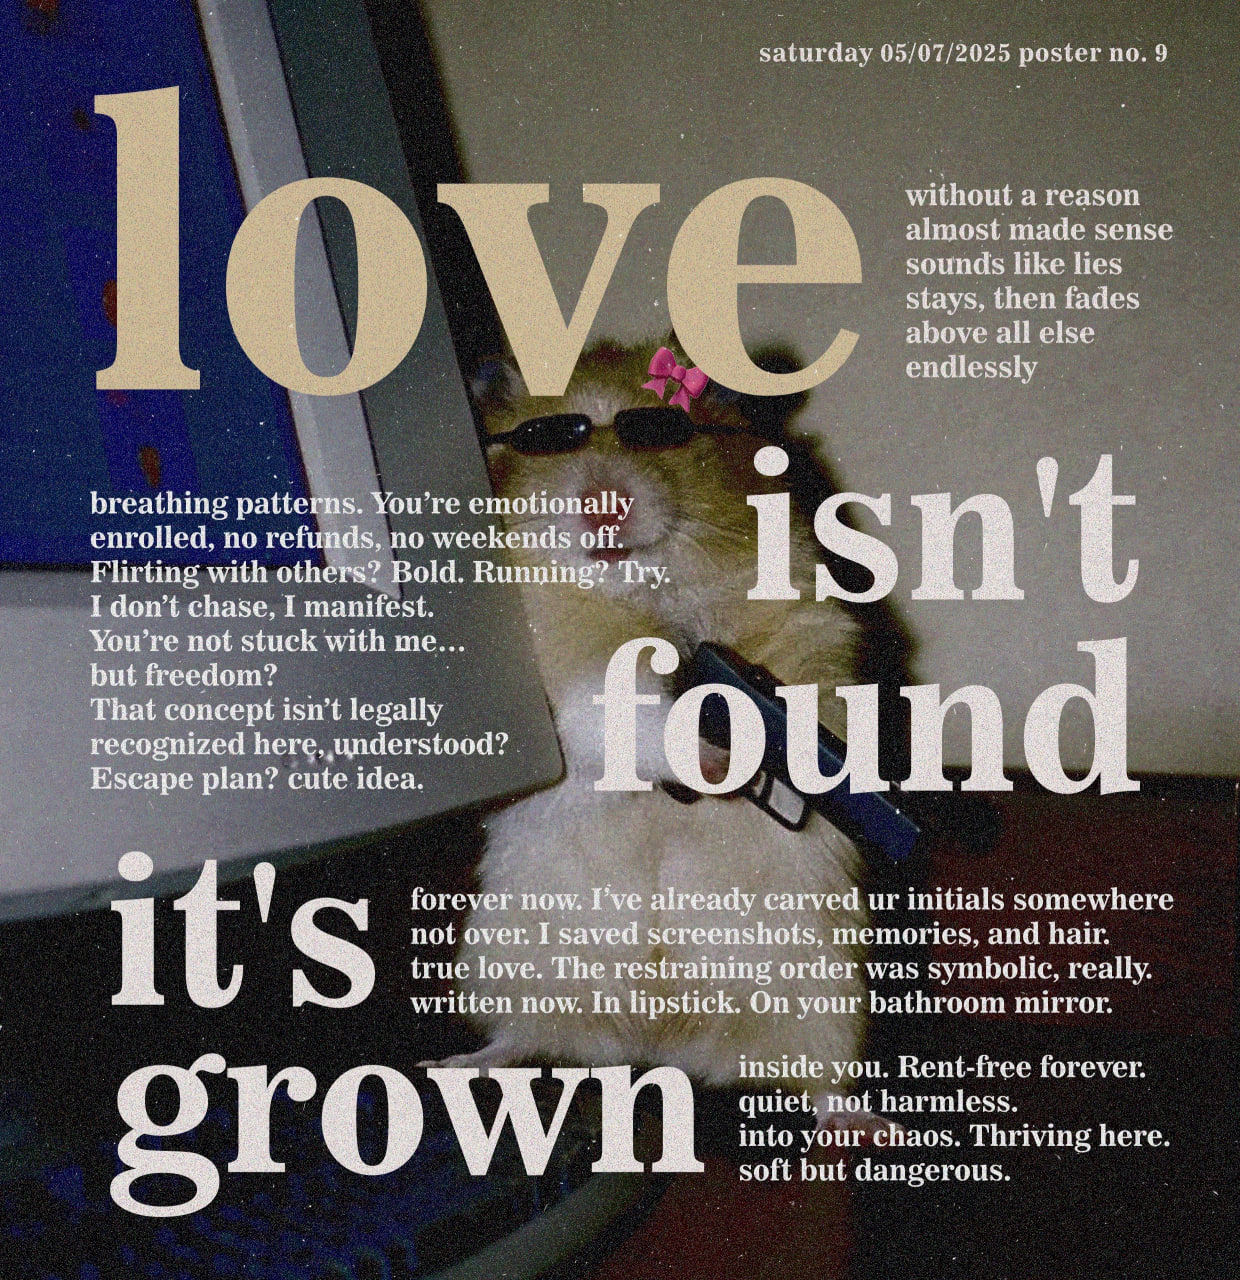 saturday 05/07/2025 poster no. 9
love
without a reason
almost made sense
sounds like lies
stays, then fades
above all else
endlessly
isn't
breathing patterns. You’re emotionally
enrolled, no refunds, no weekends off.
Flirting with others? Bold. Running? Try.
I don’t chase, I manifest.
You’re not stuck with me…
but freedom?
That concept isn’t legally
recognized here, understood?
Escape plan? cute idea.
found
it's
forever now. I’ve already carved ur initials somewhere
not over. I saved screenshots, memories, and hair.
true love. The restraining order was symbolic, really.
written now. In lipstick. On your bathroom mirror.
grown
inside you. Rent-free forever.
quiet, not harmless.
into your chaos. Thriving here.
soft but dangerous.